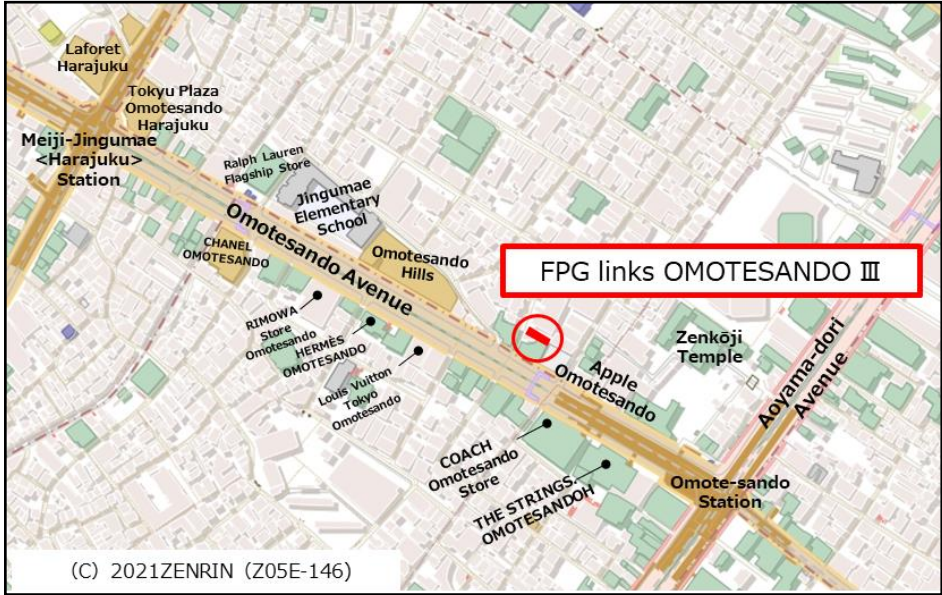 Laforet
Harajuku
Tokyu Plaza
Omotesando
Harajuku
Meiji-Jingumae
<Harajuku>
Station
Ralph Lauren
Flagship Store
Jingumae
Elementary
School
Omotesando Avenue
CHANEL
OMOTESANDO
Omotesando
Hills
FPG links OMOTESANDO Ⅲ
RIMOWA
Store
Omotesando
HERMĒS
OMOTESANDO
Louis Vuitton
Tokyo
Omotesando
Apple
Omotesando
Zenkōji
Temple
Aoyama-dori
Avenue
COACH
Omotesando
Store
THE STRINGS.
OMOTESANDOH
Omote-sando
Station
(C) 2021ZENRIN (Z05E-146)